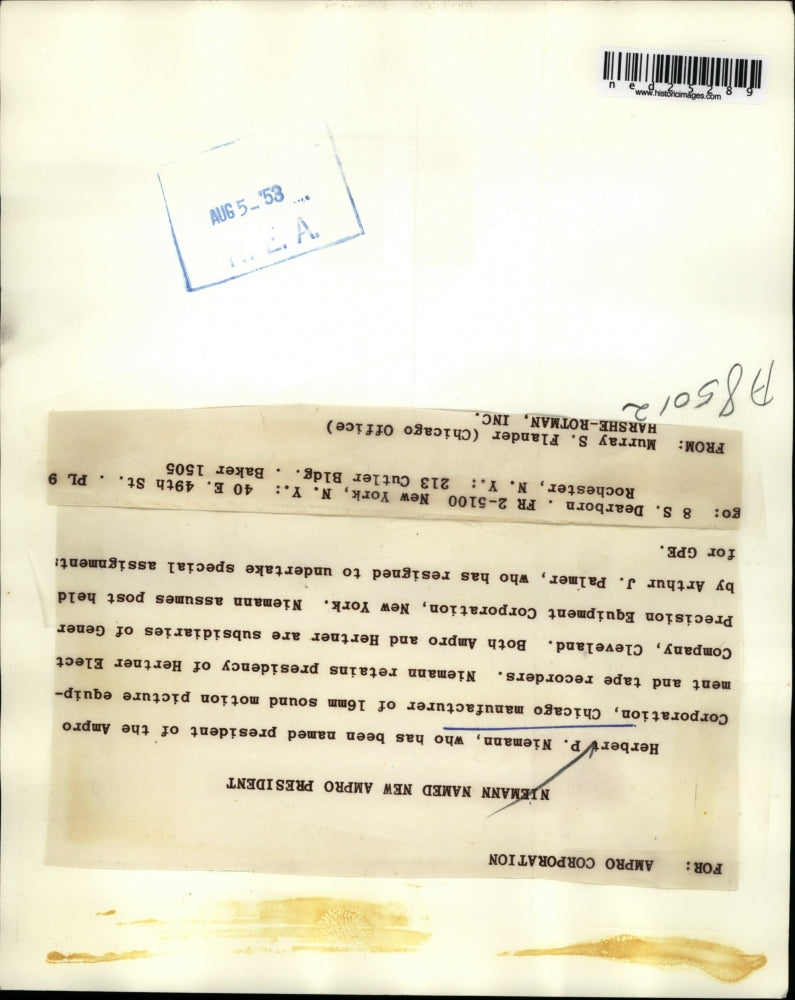 ned25289
www.historicimages.com
AUG 5 - '53
N.E.A.
FOR: AMPRO CORPORATION
NIEMANN NAMED NEW AMPRO PRESIDENT
Herbert P. Niemann, who has been named president of the Ampro
Corporation, Chicago manufacturer of 16mm sound motion picture equip-
ment and tape recorders. Niemann retains presidency of Hertner Elect
Company, Cleveland. Both Ampro and Hertner are subsidiaries of Gener
Precision Equipment Corporation, New York. Niemann assumes post held
by Arthur J. Palmer, who has resigned to undertake special assignment
for GPE.
go: 8 S. Dearborn . FR 2-5100 New York, N. Y.: 40 E. 49th St. . PL 9
Rochester, N. Y.: 213 Cutler Bldg. . Baker 1505
FROM: Murray S. Flander (Chicago Office)
HARSHE-ROTMAN, INC.
A85012